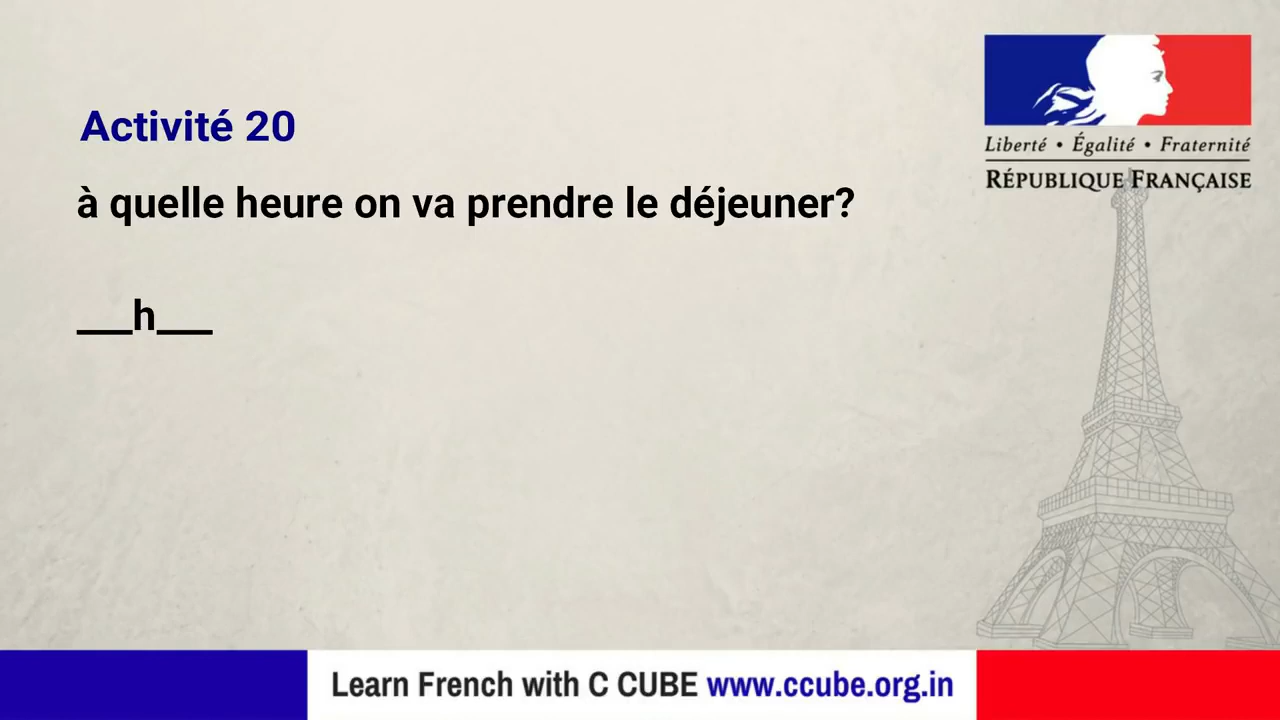 Activité 20
à quelle heure on va prendre le déjeuner?
___h___
Liberté • Égalité • Fraternité
RÉPUBLIQUE FRANÇAISE
Learn French with C CUBE www.ccube.org.in